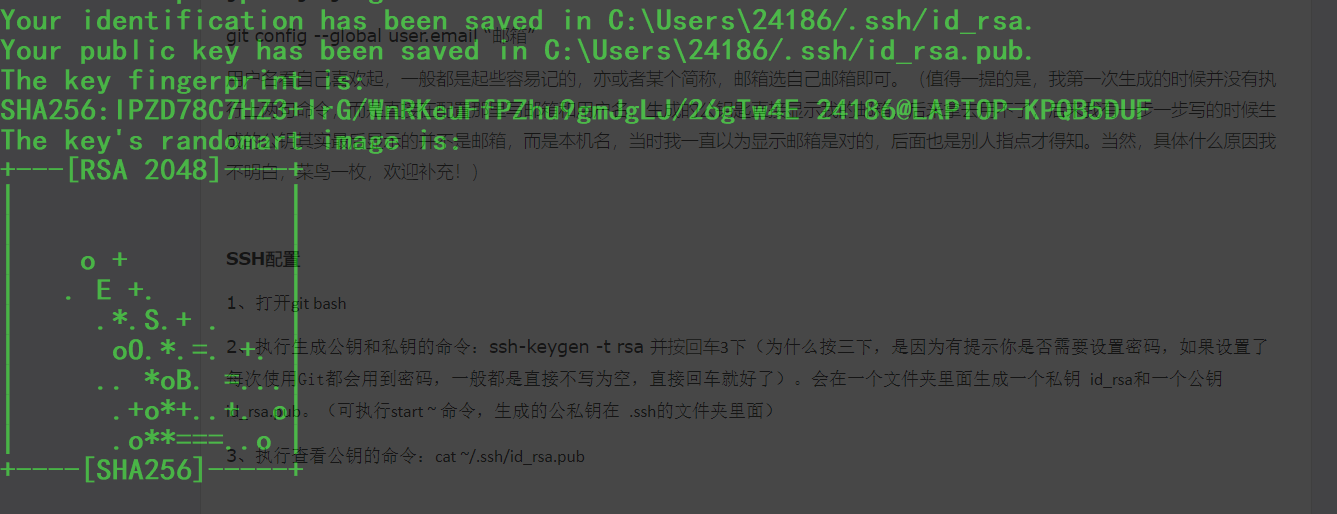 Your identification has been saved in C:\Users\24186/.ssh/id_rsa.
git config --global user.email “邮箱”
Your public key has been saved in C:\Users\24186/.ssh/id_rsa.pub.
The key fingerprint is:
自己喜欢起，一般都是起些容易记的，亦或者某个简称，邮箱选自己邮箱即可。（值得一提的是，我第一次生成的时候并没有执
24186@LAPTOP-KPQB5DUF
步一步写的时候生
The key's randomart image is:
是邮箱，而是本机名，当时我一直以为显示邮箱是对的，后面也是别人指点才得知。当然，具体什么原因我
+----[RSA 2048]-----+
不明白，菜鸟一枚，欢迎补充！）
o +
SSH配置
. E +.
1、打开git bash
.*.S.+ .
oO.*.=. +.
2、执行生成公钥和私钥的命令：ssh-keygen -t rsa 并按回车3下（为什么按三下，是因为有提示你是否需要设置密码，如果设置了
.. *oB. =...
每次使用Git都会用到密码，一般都是直接不写为空，直接回车就好了）。会在一个文件夹里面生成一个私钥 id_rsa和一个公钥
.+o*+..+. o
id_rsa.pub。（可执行start ~ 命令，生成的公私钥在 .ssh的文件夹里面）
.o**===..o
3、执行查看公钥的命令：cat ~/.ssh/id_rsa.pub
+----[SHA256]-----+